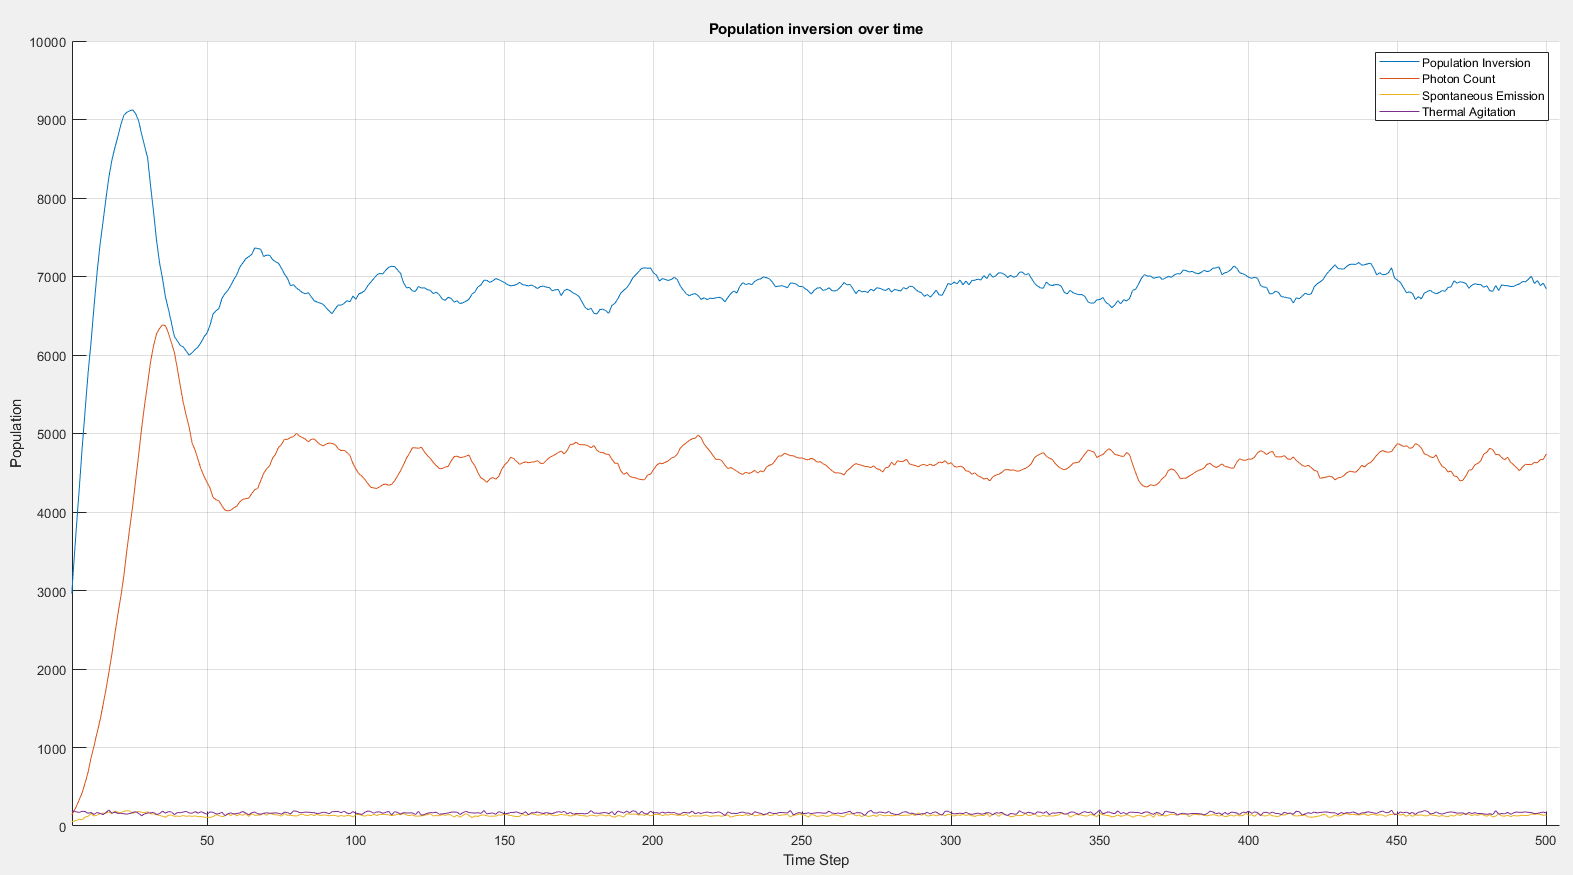 Population inversion over time
10000
9000
8000
7000
6000
5000
4000
3000
2000
1000
0
Population
Population Inversion
Photon Count
Spontaneous Emission
Thermal Agitation
50 100 150 200 250 300 350 400 450 500
Time Step